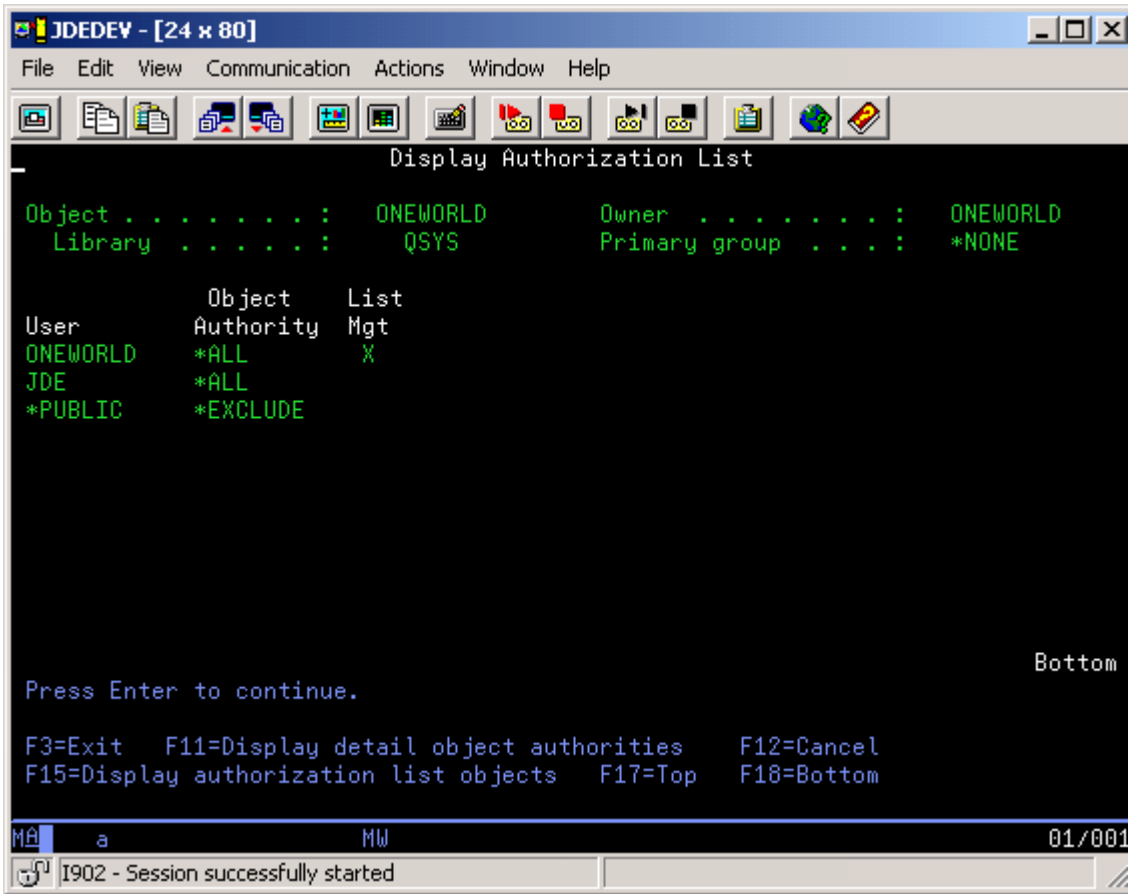 JDEDEV - [24 x 80]
File Edit View Communication Actions Window Help
Display Authorization List
Object . . . . . . . : ONEWORLD Owner . . . . . . . : ONEWORLD
Library . . . . . : QSYS Primary group . . . : *NONE
Object List
User Authority Mgt
ONEWORLD *ALL X
JDE *ALL
*PUBLIC *EXCLUDE
Bottom
Press Enter to continue.
F3=Exit F11=Display detail object authorities F12=Cancel
F15=Display authorization list objects F17=Top F18=Bottom
MA a MW 01/001
I902 - Session successfully started